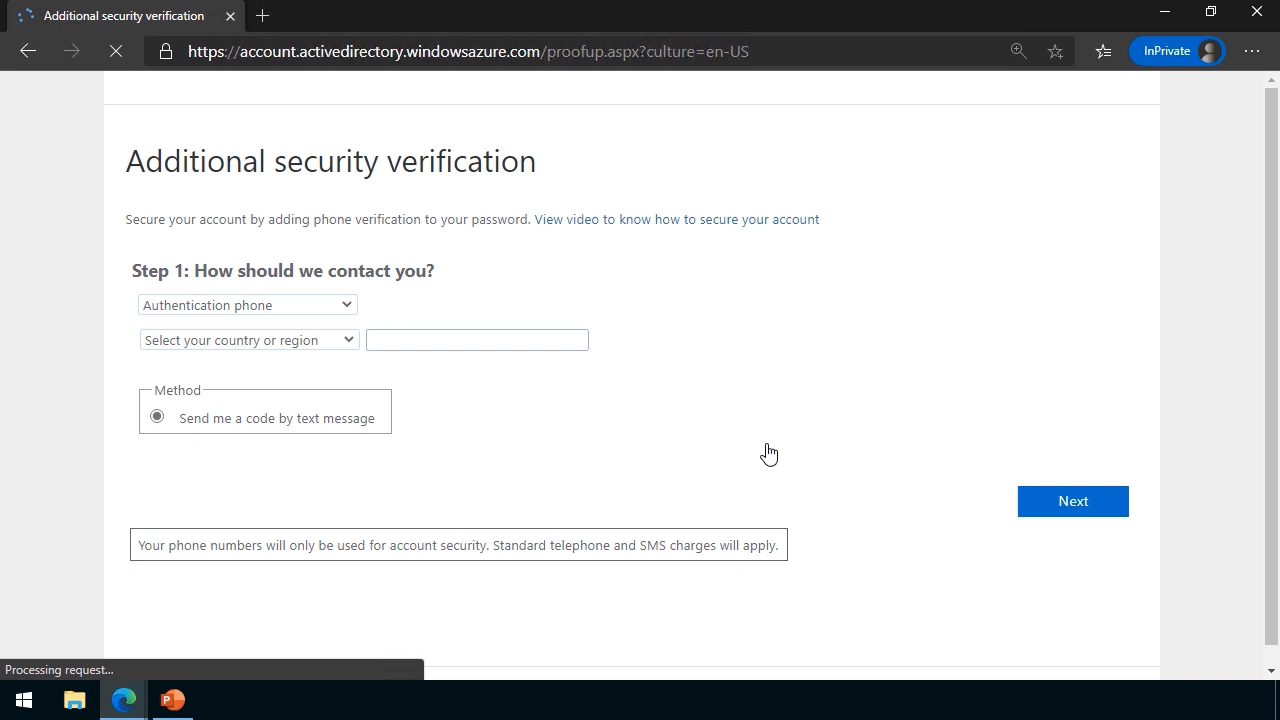 Additional security verification
https://account.activedirectory.windowsazure.com/proofup.aspx?culture=en-US
InPrivate
Additional security verification
Secure your account by adding phone verification to your password. View video to know how to secure your account
Step 1: How should we contact you?
Authentication phone
Select your country or region
Method
Send me a code by text message
Next
Your phone numbers will only be used for account security. Standard telephone and SMS charges will apply.
Processing request...
P